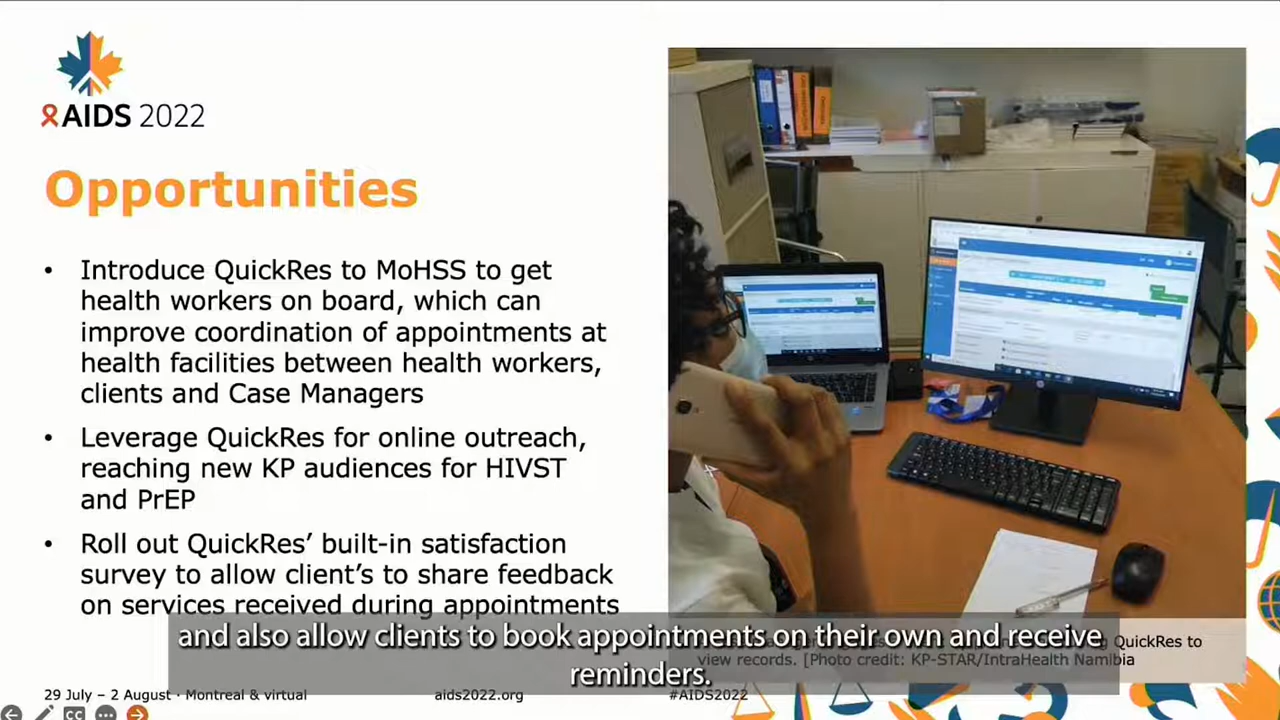 AIDS 2022
Opportunities
• Introduce QuickRes to MoHSS to get
health workers on board, which can
improve coordination of appointments at
health facilities between health workers,
clients and Case Managers
• Leverage QuickRes for online outreach,
reaching new KP audiences for HIVST
and PrEP
• Roll out QuickRes’ built-in satisfaction
survey to allow client’s to share feedback
on services received during appointments
QuickRes to
view records. [Photo credit: KP-STAR/IntraHealth Namibia
and also allow clients to book appointments on their own and receive
reminders.
29 July – 2 August · Montreal & virtual
aids2022.org
#AIDS2022
CC